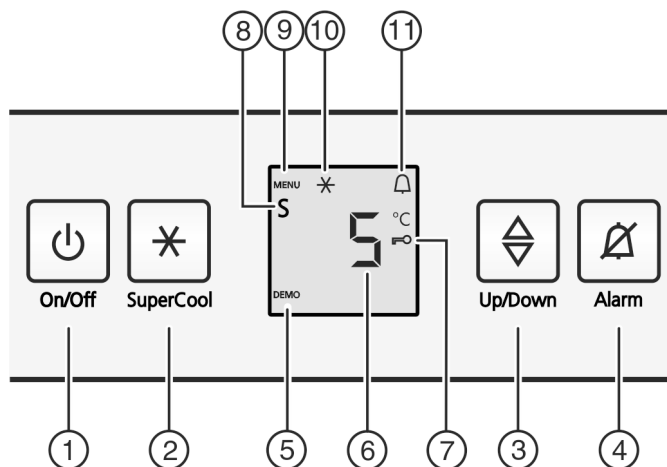 8 9 10 11
MENU
S
5 °C
DEMO
On/Off SuperCool Up/Down Alarm
1 2 5 6 7 3 4